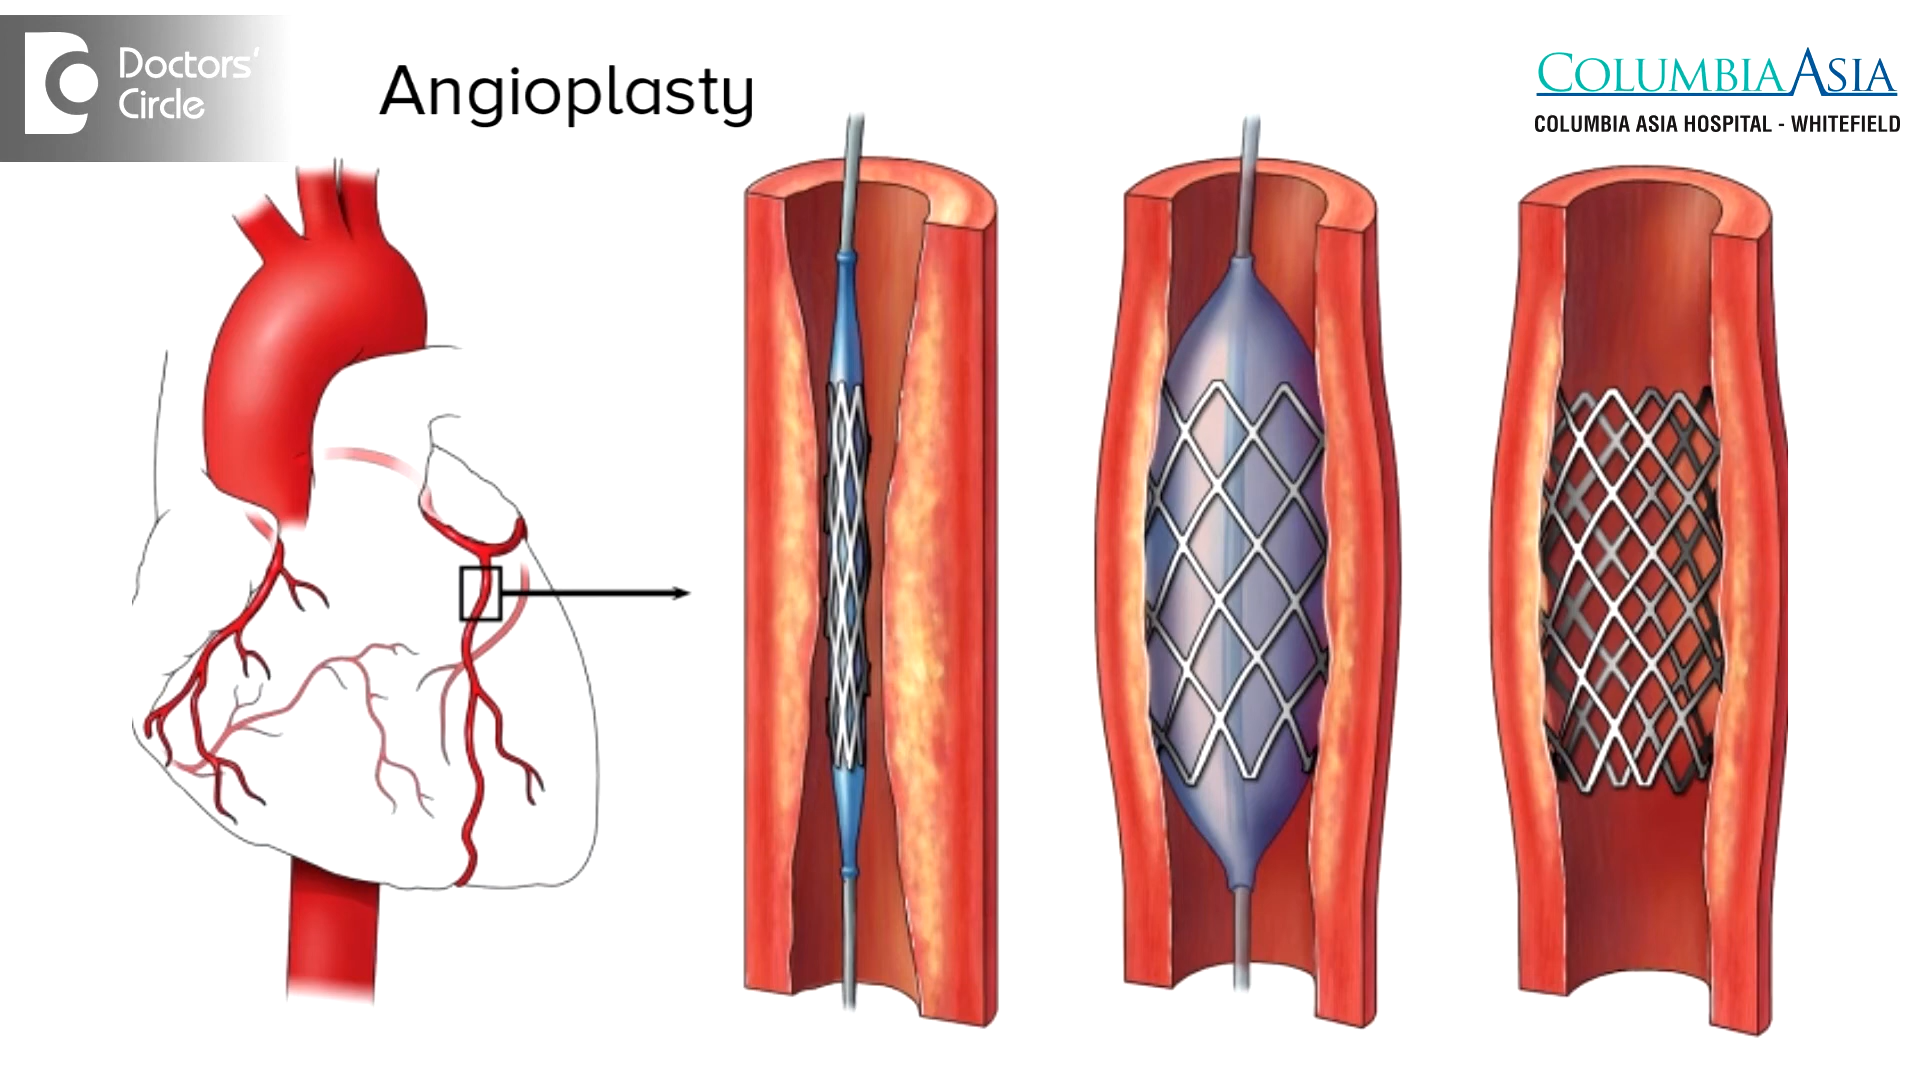 Doctors'
Circle
Angioplasty
COLUMBIA ASIA
COLUMBIA ASIA HOSPITAL - WHITEFIELD